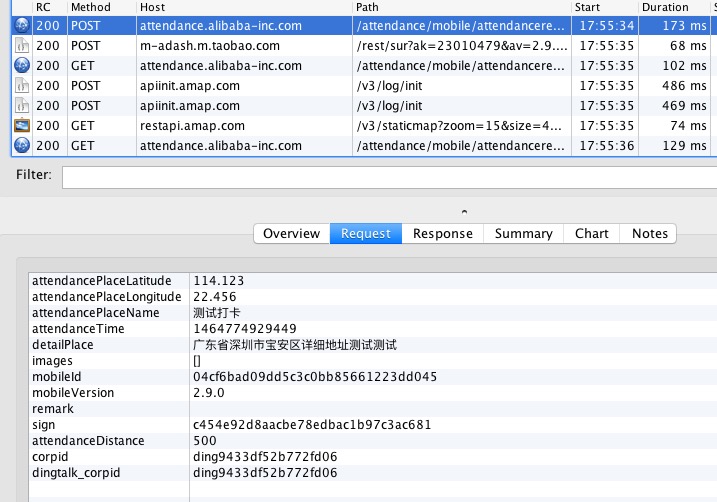 RC Method Host Path Start Duration S
200 POST attendance.alibaba-inc.com /attendance/mobile/attendancere... 17:55:34 173 ms
200 POST m-adash.m.taobao.com /rest/sur?ak=23010479&av=2.9.... 17:55:35 68 ms
200 GET attendance.alibaba-inc.com /attendance/mobile/attendancere... 17:55:35 102 ms
200 POST apiinit.amap.com /v3/log/init 17:55:35 486 ms
200 POST apiinit.amap.com /v3/log/init 17:55:35 469 ms
200 GET restapi.amap.com /v3/staticmap?zoom=15&size=4... 17:55:35 74 ms
200 GET attendance.alibaba-inc.com /attendance/mobile/attendancere... 17:55:36 129 ms
Filter:
Overview Request Response Summary Chart Notes
attendancePlaceLatitude 114.123
attendancePlaceLongitude 22.456
attendancePlaceName 测试打卡
attendanceTime 1464774929449
detailPlace 广东省深圳市宝安区详细地址测试测试
images []
mobileId 04cf6bad09dd5c3c0bb85661223dd045
mobileVersion 2.9.0
remark
sign c454e92d8aacbe78edbac1b97c3ac681
attendanceDistance 500
corpid ding9433df52b772fd06
dingtalk_corpid ding9433df52b772fd06